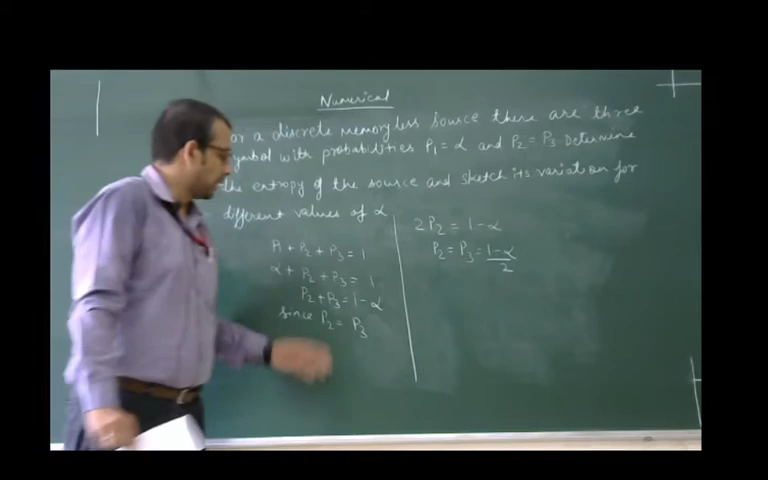 Numerical
or a discrete memoryless source there are three
symbol with probabilities P₁ = α and P₂ = P₃ Determine
the entropy of the source and sketch its variation for
different values of α
P₁ + P₂ + P₃ = 1
α + P₂ + P₃ = 1
P₂ + P₃ = 1 - α
since P₂ = P₃
2P₂ = 1 - α
P₂ = P₃ = (1-α)/2